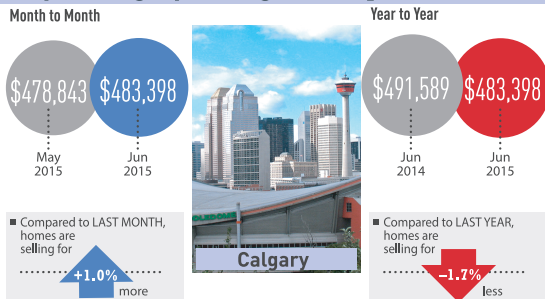 Month to Month
$478,843 $483,398
May Jun
2015 2015
■ Compared to LAST MONTH,
homes are
selling for
+1.0%
more
Calgary
Year to Year
$491,589 $483,398
Jun Jun
2014 2015
■ Compared to LAST YEAR,
homes are
selling for
–1.7%
less